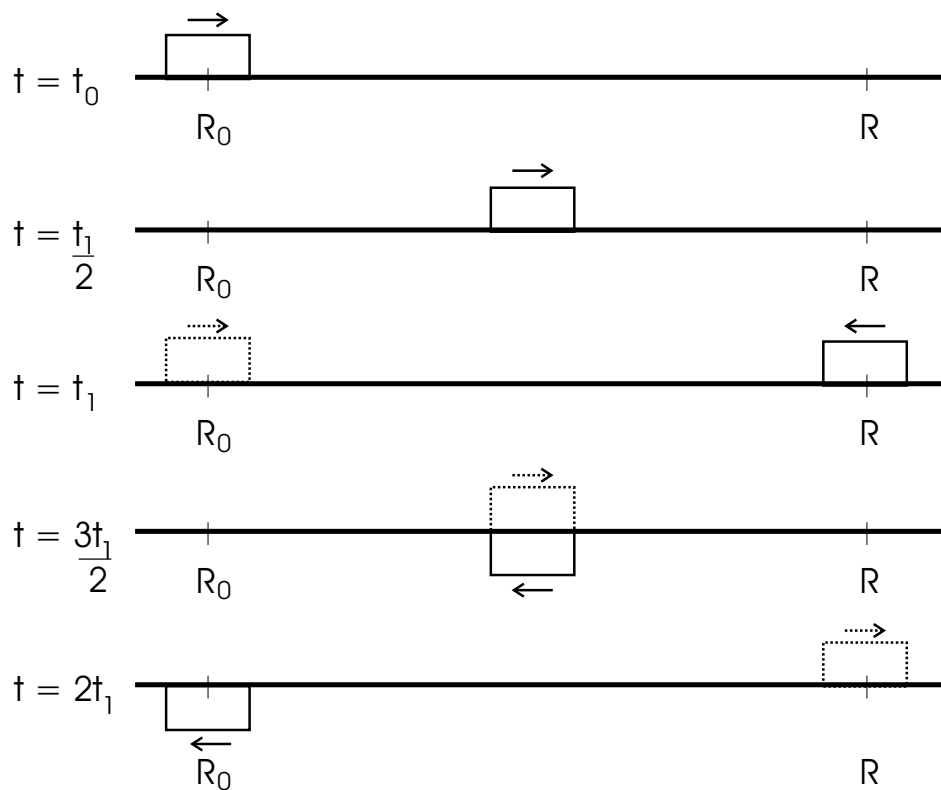 t = t₀
R₀ R
t = t₁/2
R₀ R
t = t₁
R₀ R
t = 3t₁/2
R₀ R
t = 2t₁
R₀ R